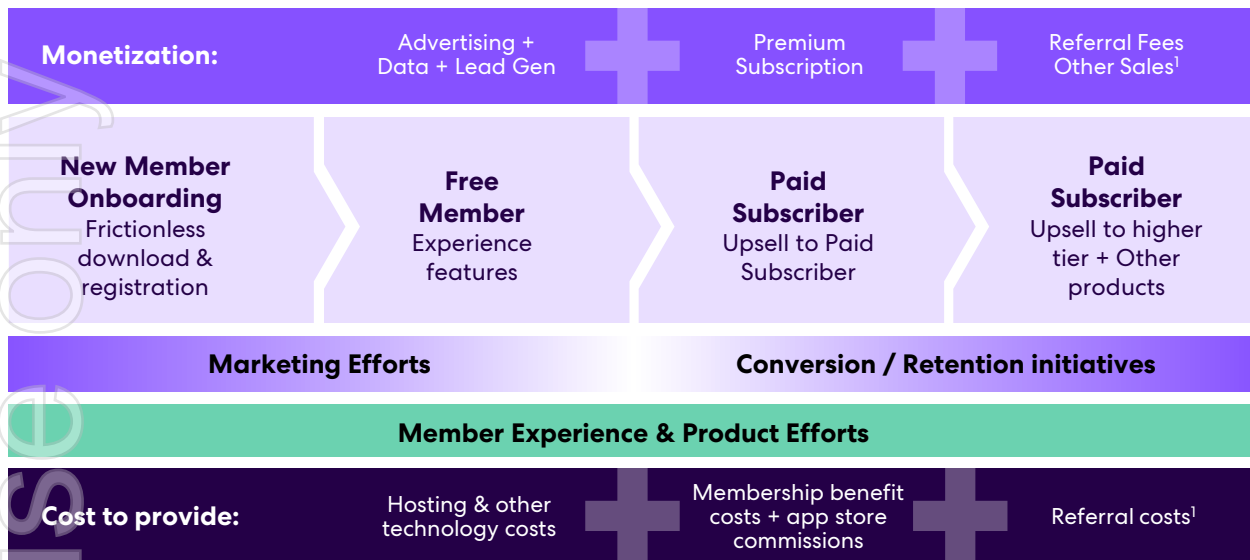 Monetization:
Advertising +
Data + Lead Gen
Premium
Subscription
Referral Fees
Other Sales¹
New Member
Onboarding
Frictionless
download &
registration
Free
Member
Experience
features
Paid
Subscriber
Upsell to Paid
Subscriber
Paid
Subscriber
Upsell to higher
tier + Other
products
Marketing Efforts
Conversion / Retention initiatives
Member Experience & Product Efforts
Cost to provide:
Hosting & other
technology costs
Membership benefit
costs + app store
commissions
Referral costs¹
use only